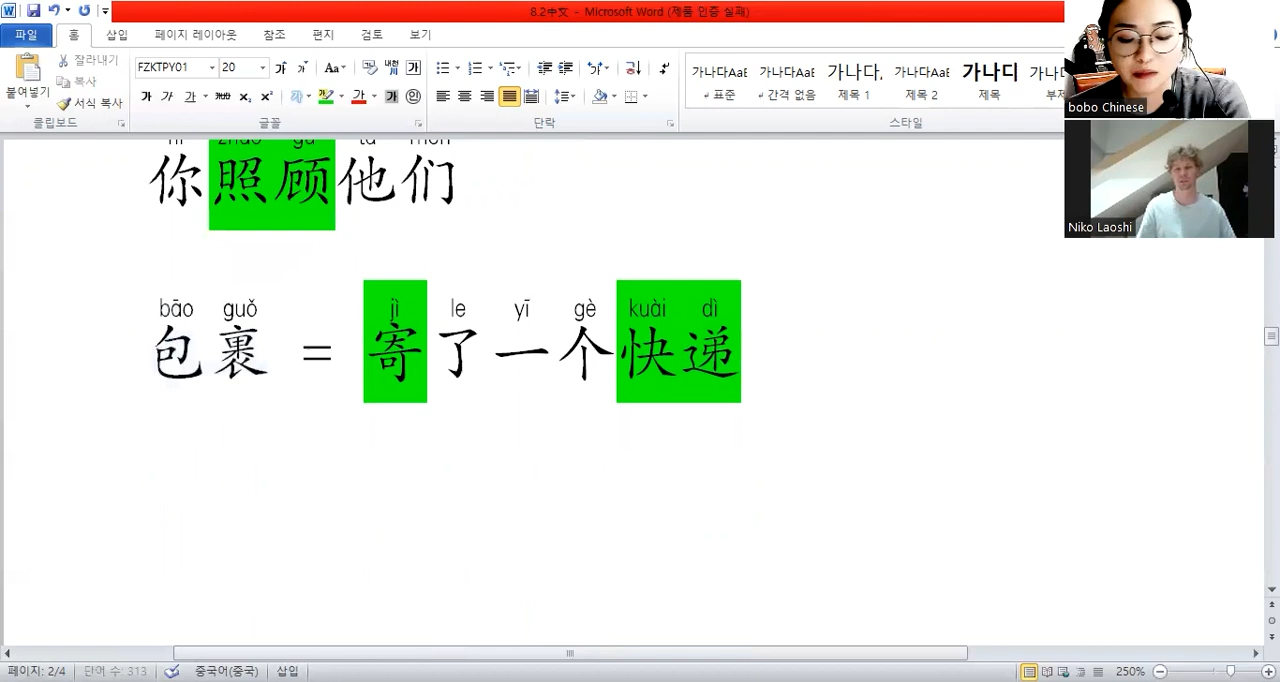 8.2中文 - Microsoft Word (제품 인증 실패)
파일 홈 삽입 페이지 레이아웃 참조 편지 검토 보기
붙여넣기
잘라내기
복사
서식 복사
클립보드
FZKTPY01 20
글꼴
단락
가나다AaB 가나다AaB 가나다, 가나다AaE 가나디 가나다
표준 간격 없음 제목 1 제목 2 제목 부제
스타일
bobo Chinese
Niko Laoshi
你照顾他们
bāo guǒ jì le yī gè kuài dì
包裹 = 寄了一个快递
페이지: 2/4 단어 수: 313 중국어(중국) 삽입 250%